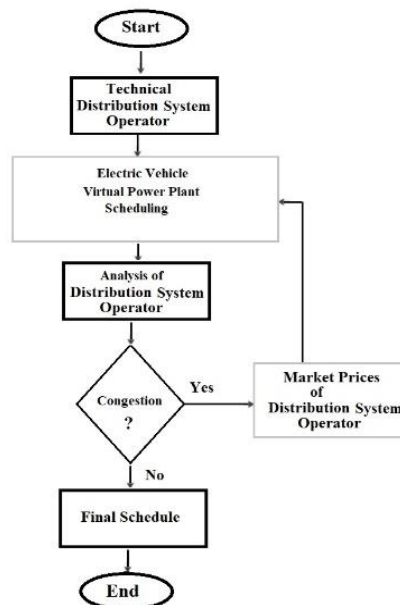 Start
Technical
Distribution System
Operator
Electric Vehicle
Virtual Power Plant
Scheduling
Analysis of
Distribution System
Operator
Congestion
?
Yes
Market Prices
of
Distribution System
Operator
No
Final Schedule
End